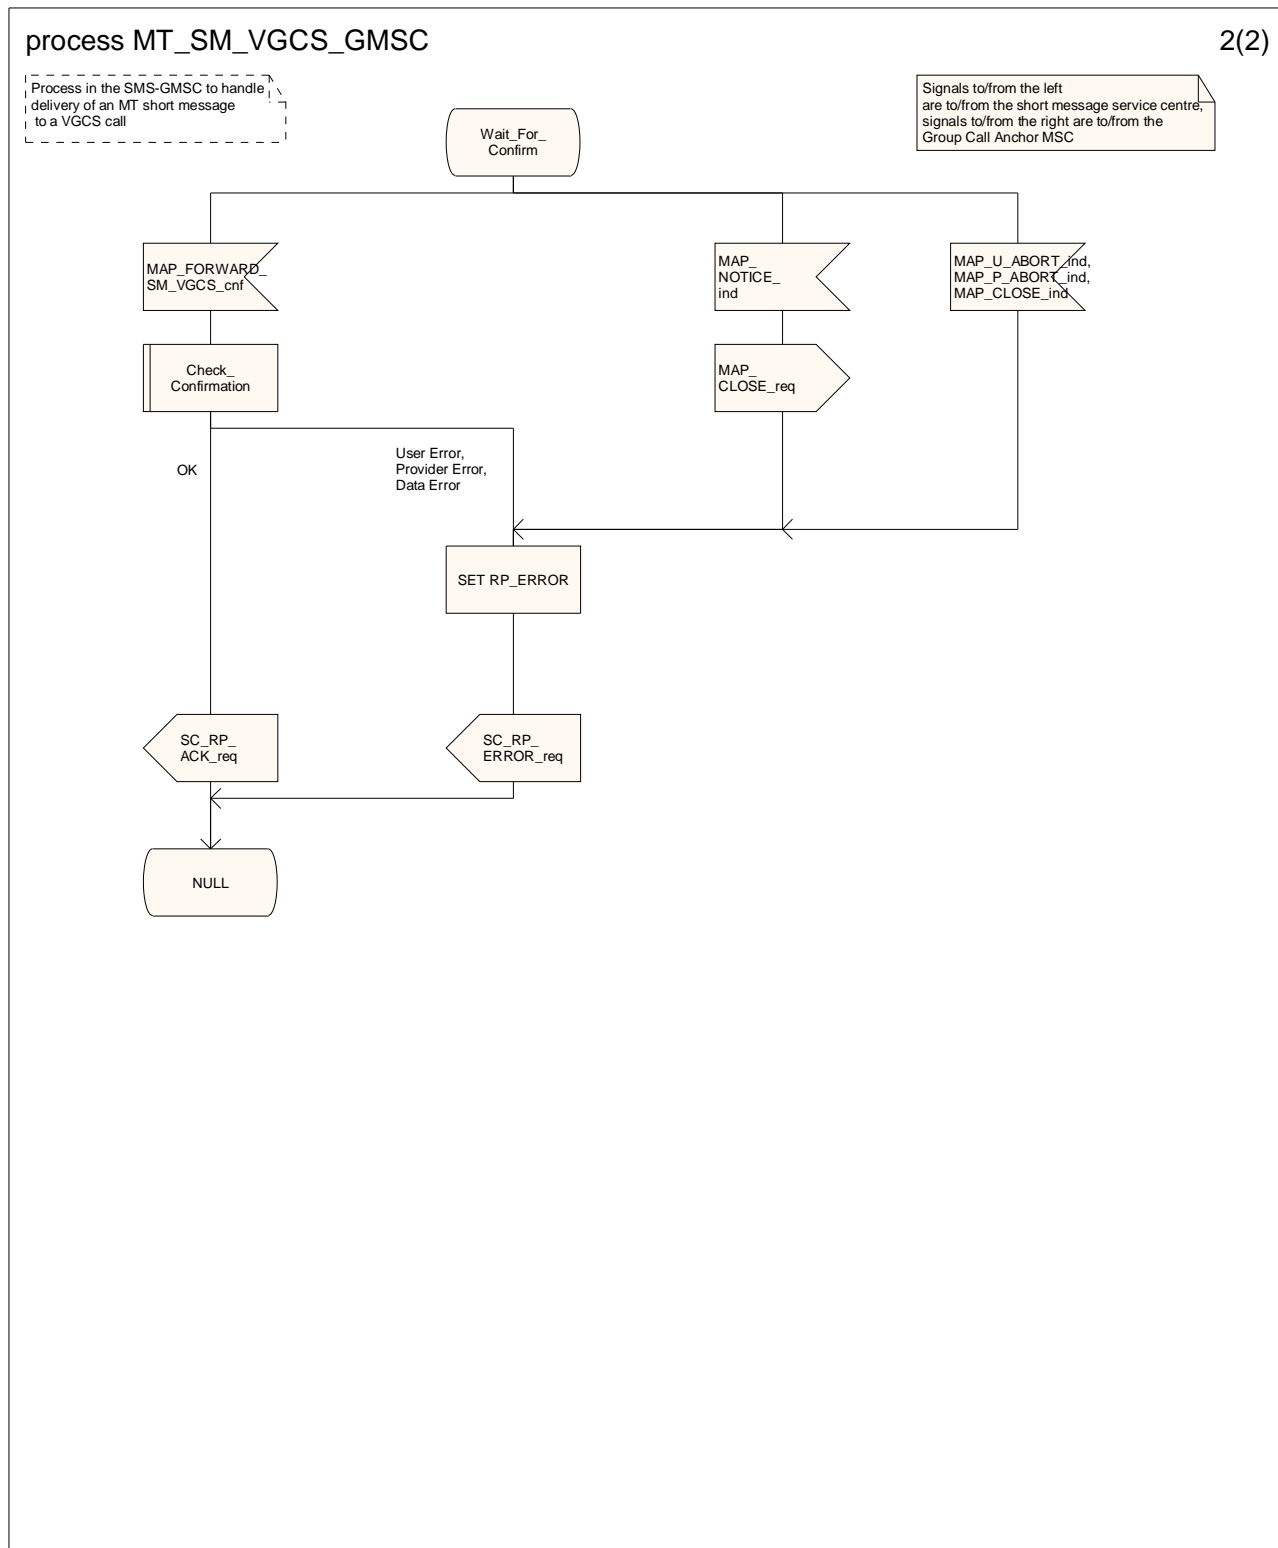 process MT_SM_VGCS_GMSC
2(2)
Process in the SMS-GMSC to handle
delivery of an MT short message
to a VGCS call
Signals to/from the left
are to/from the short message service centre,
signals to/from the right are to/from the
Group Call Anchor MSC
Wait_For_
Confirm
MAP_FORWARD_
SM_VGCS_cnf
MAP_
NOTICE_
ind
MAP_U_ABORT_ind,
MAP_P_ABORT_ind,
MAP_CLOSE_ind
Check_
Confirmation
MAP_
CLOSE_req
OK
User Error,
Provider Error,
Data Error
SET RP_ERROR
SC_RP_
ACK_req
SC_RP_
ERROR_req
NULL